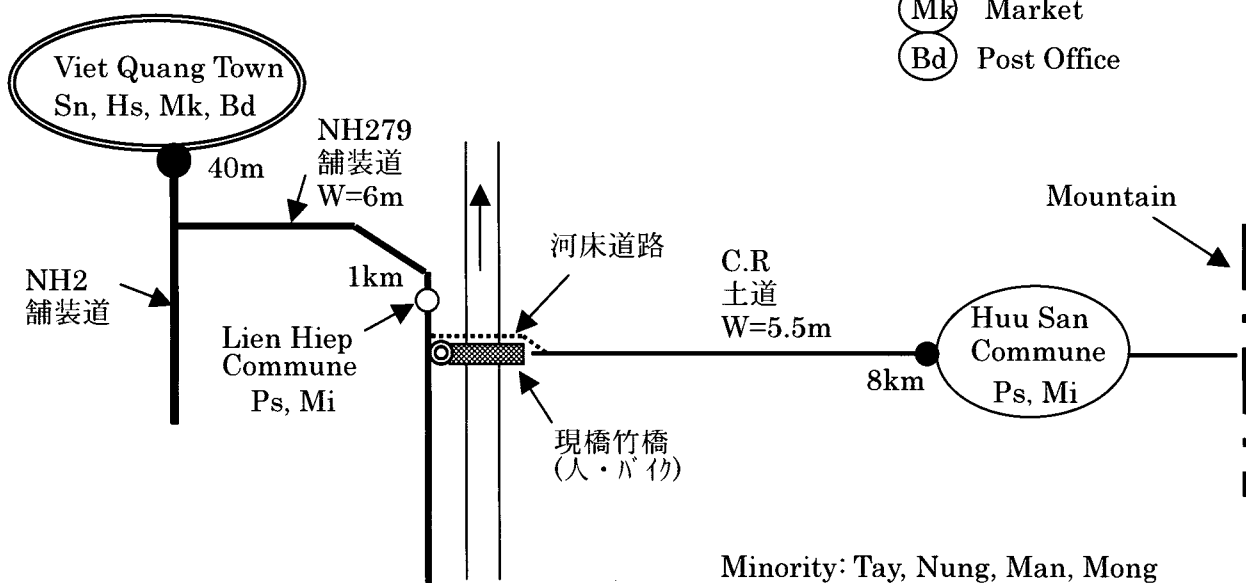 Mk Market
Bd Post Office
Viet Quang Town
Sn, Hs, Mk, Bd
40m
NH279
舗装道
W=6m
Mountain
河床道路
C.R
土道
W=5.5m
NH2
舗装道
1km
Lien Hiep
Commune
Ps, Mi
Huu San
Commune
Ps, Mi
8km
現橋竹橋
(人・バイク)
Minority: Tay, Nung, Man, Mong